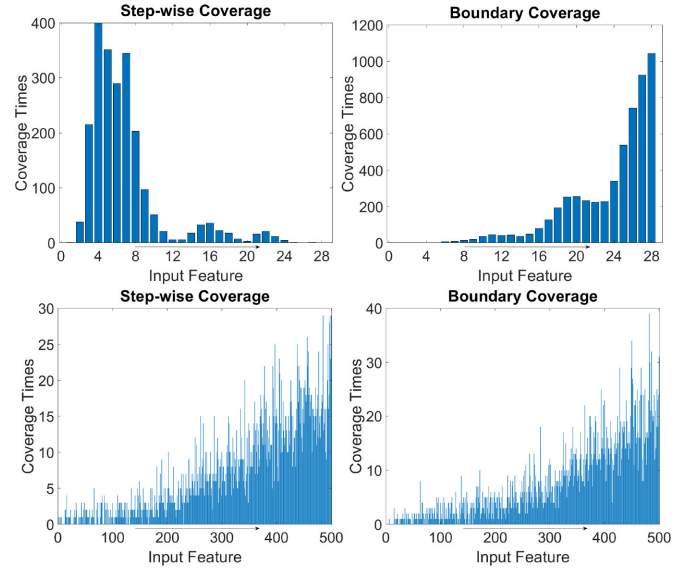 Step-wise Coverage
400
300
200
100
0
Coverage Times
0 4 8 12 16 20 24 28
Input Feature
Boundary Coverage
1200
1000
800
600
400
200
0
Coverage Times
0 4 8 12 16 20 24 28
Input Feature
Step-wise Coverage
30
25
20
15
10
5
0
Coverage Times
0 100 200 300 400 500
Input Feature
Boundary Coverage
40
30
20
10
0
Coverage Times
0 100 200 300 400 500
Input Feature